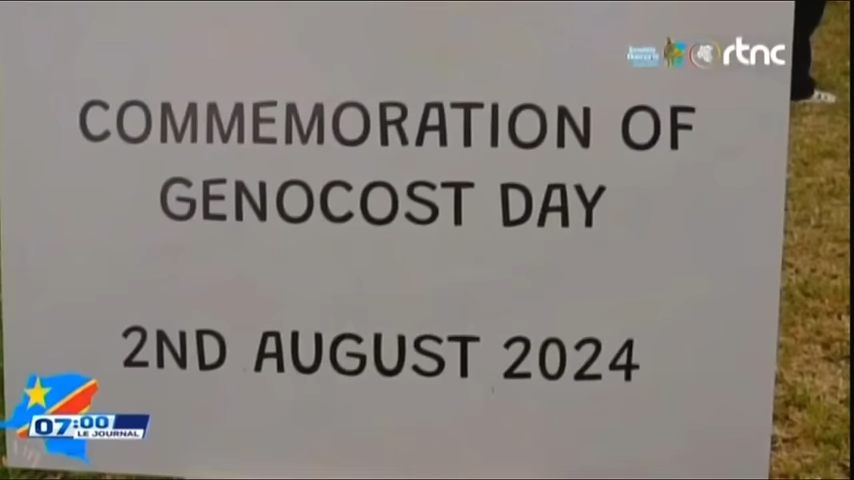 rtnc
COMMEMORATION OF
GENOCOST DAY
2ND AUGUST 2024
07:00
LE JOURNAL